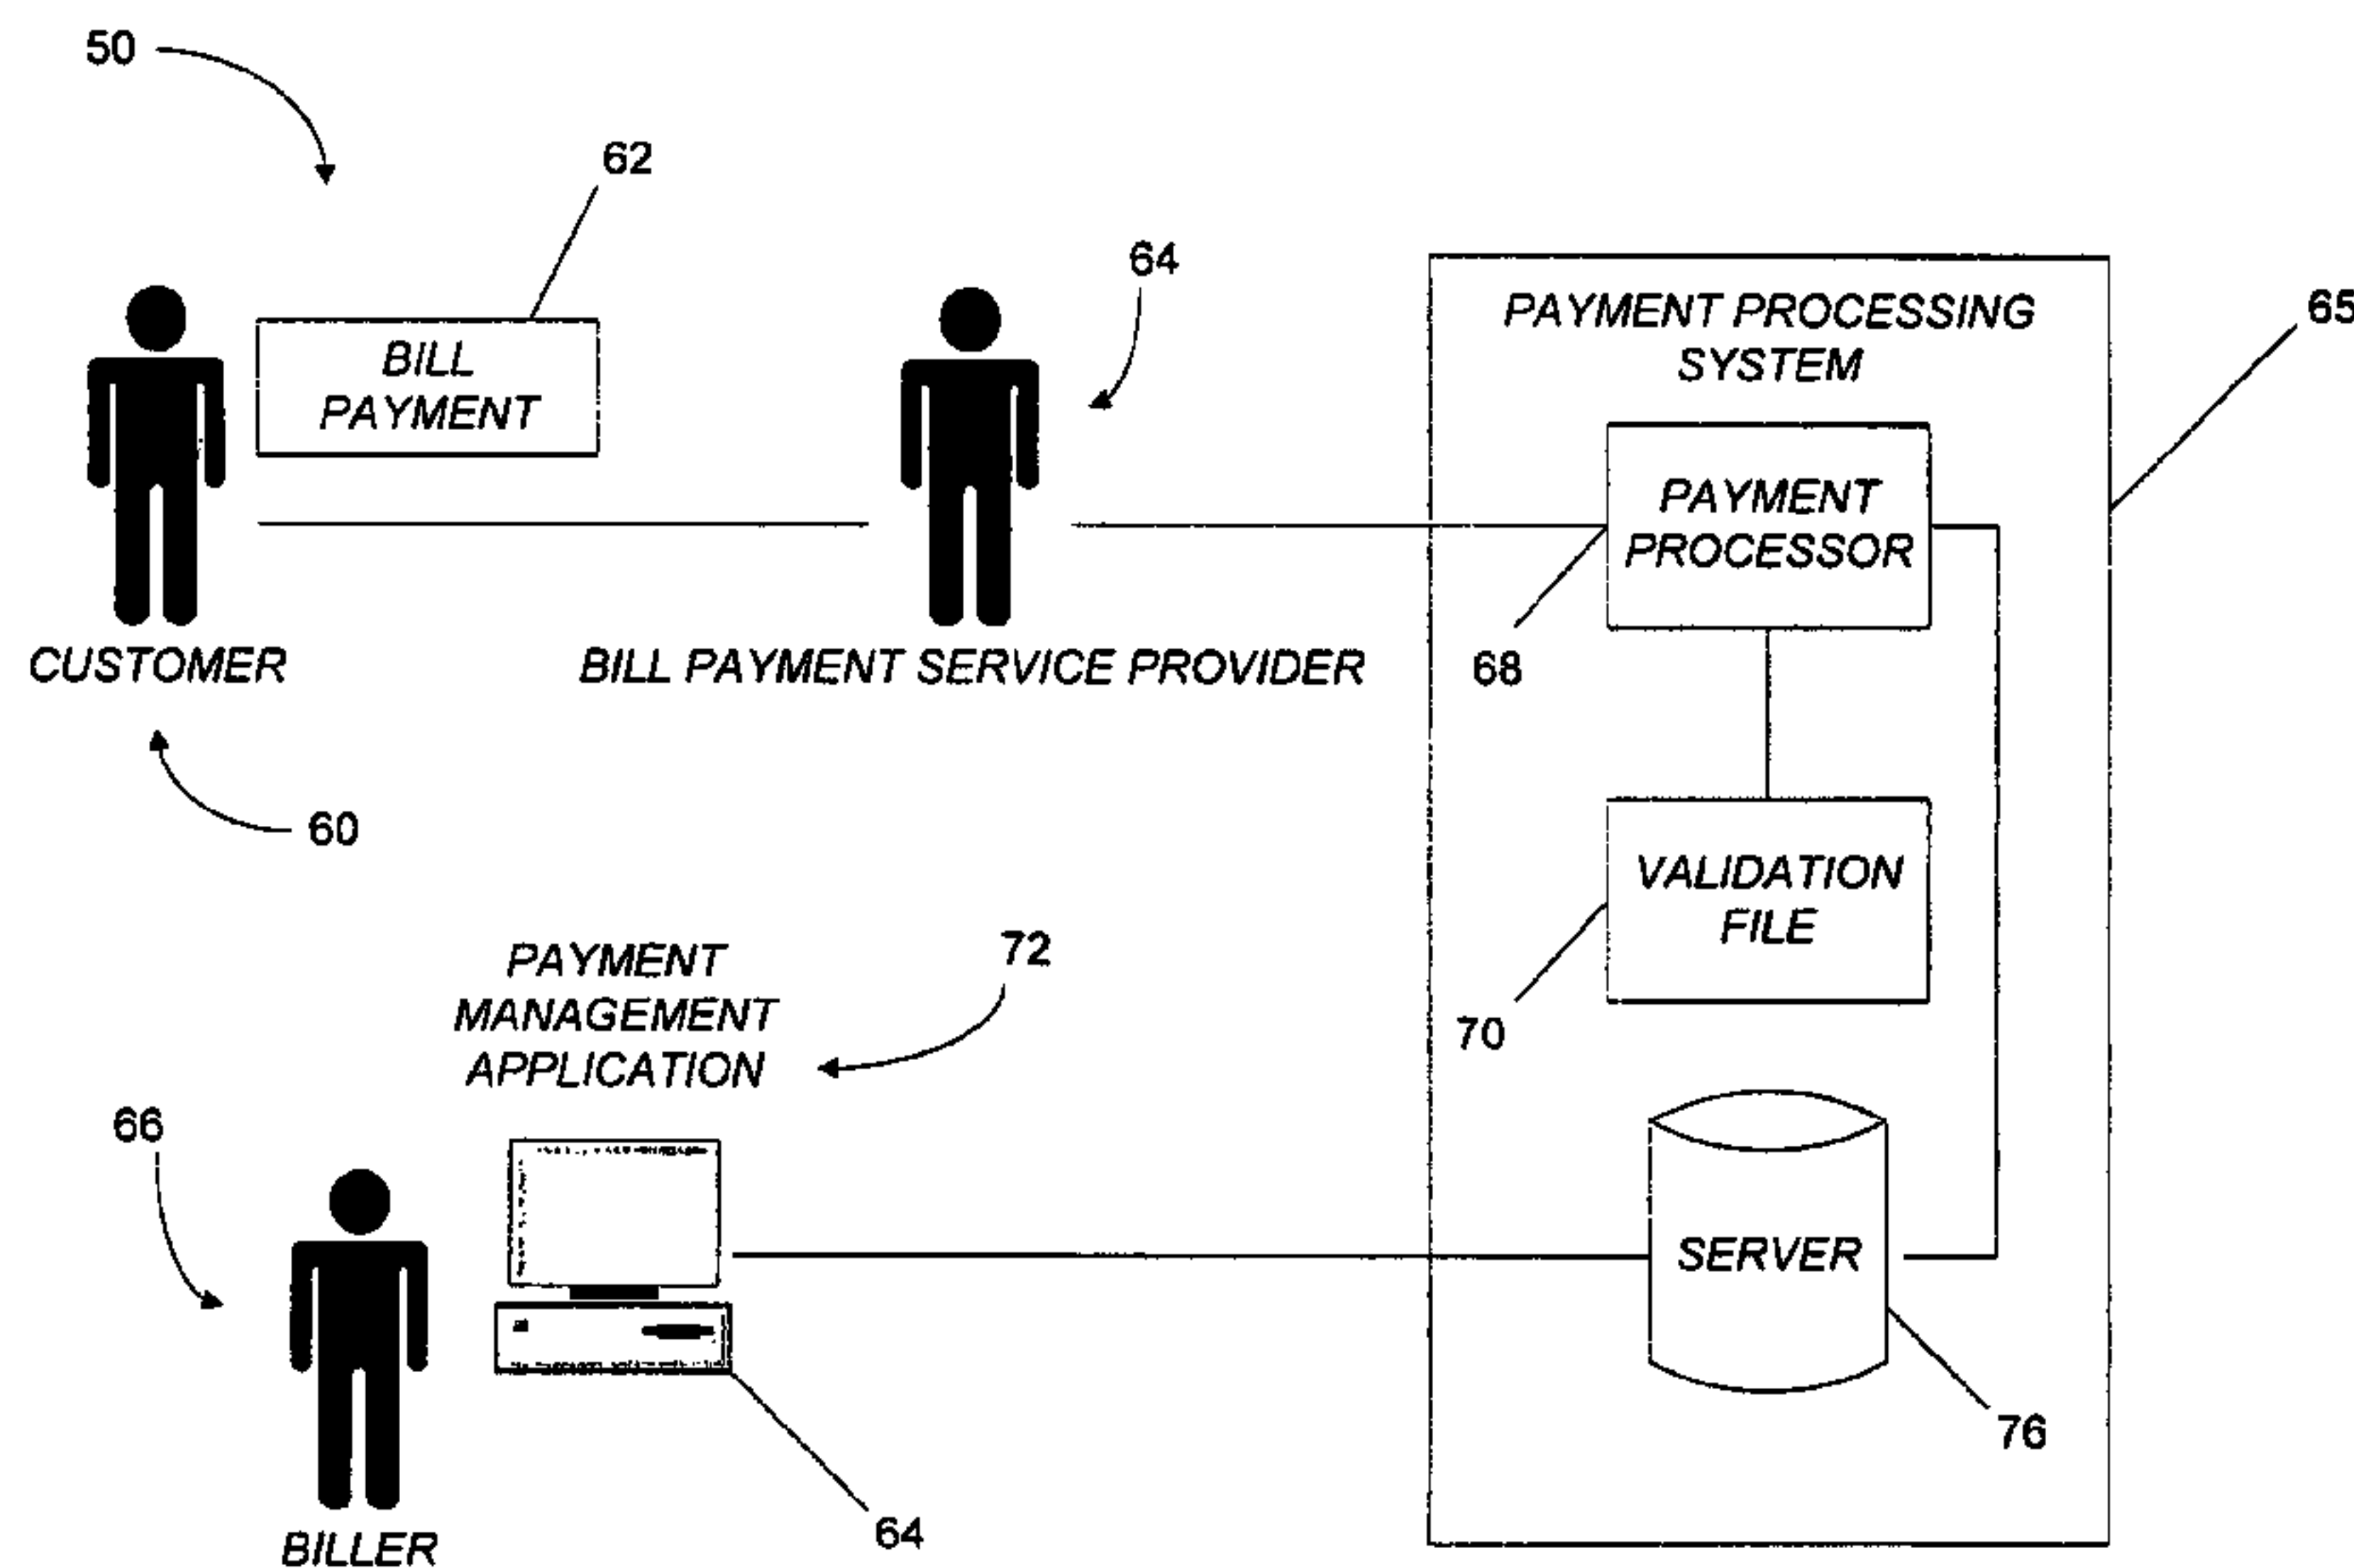 50
62
64
65
PAYMENT PROCESSING
SYSTEM
BILL
PAYMENT
PAYMENT
PROCESSOR
CUSTOMER
BILL PAYMENT SERVICE PROVIDER
68
60
VALIDATION
FILE
70
PAYMENT
MANAGEMENT
APPLICATION
72
66
SERVER
76
64
BILLER